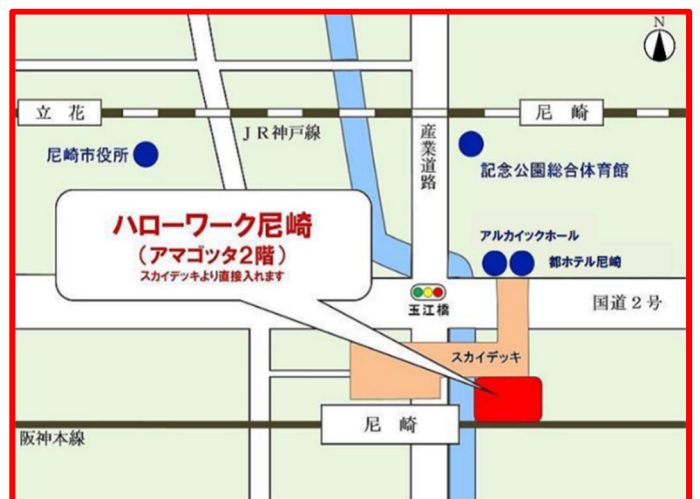 N
立花
尼崎
JR神戸線
尼崎市役所
産業道路
記念公園総合体育館
ハローワーク尼崎
（アマゴッタ２階）
スカイデッキより直接入れます
アルカイックホール
都ホテル尼崎
玉江橋
国道２号
スカイデッキ
尼崎
阪神本線